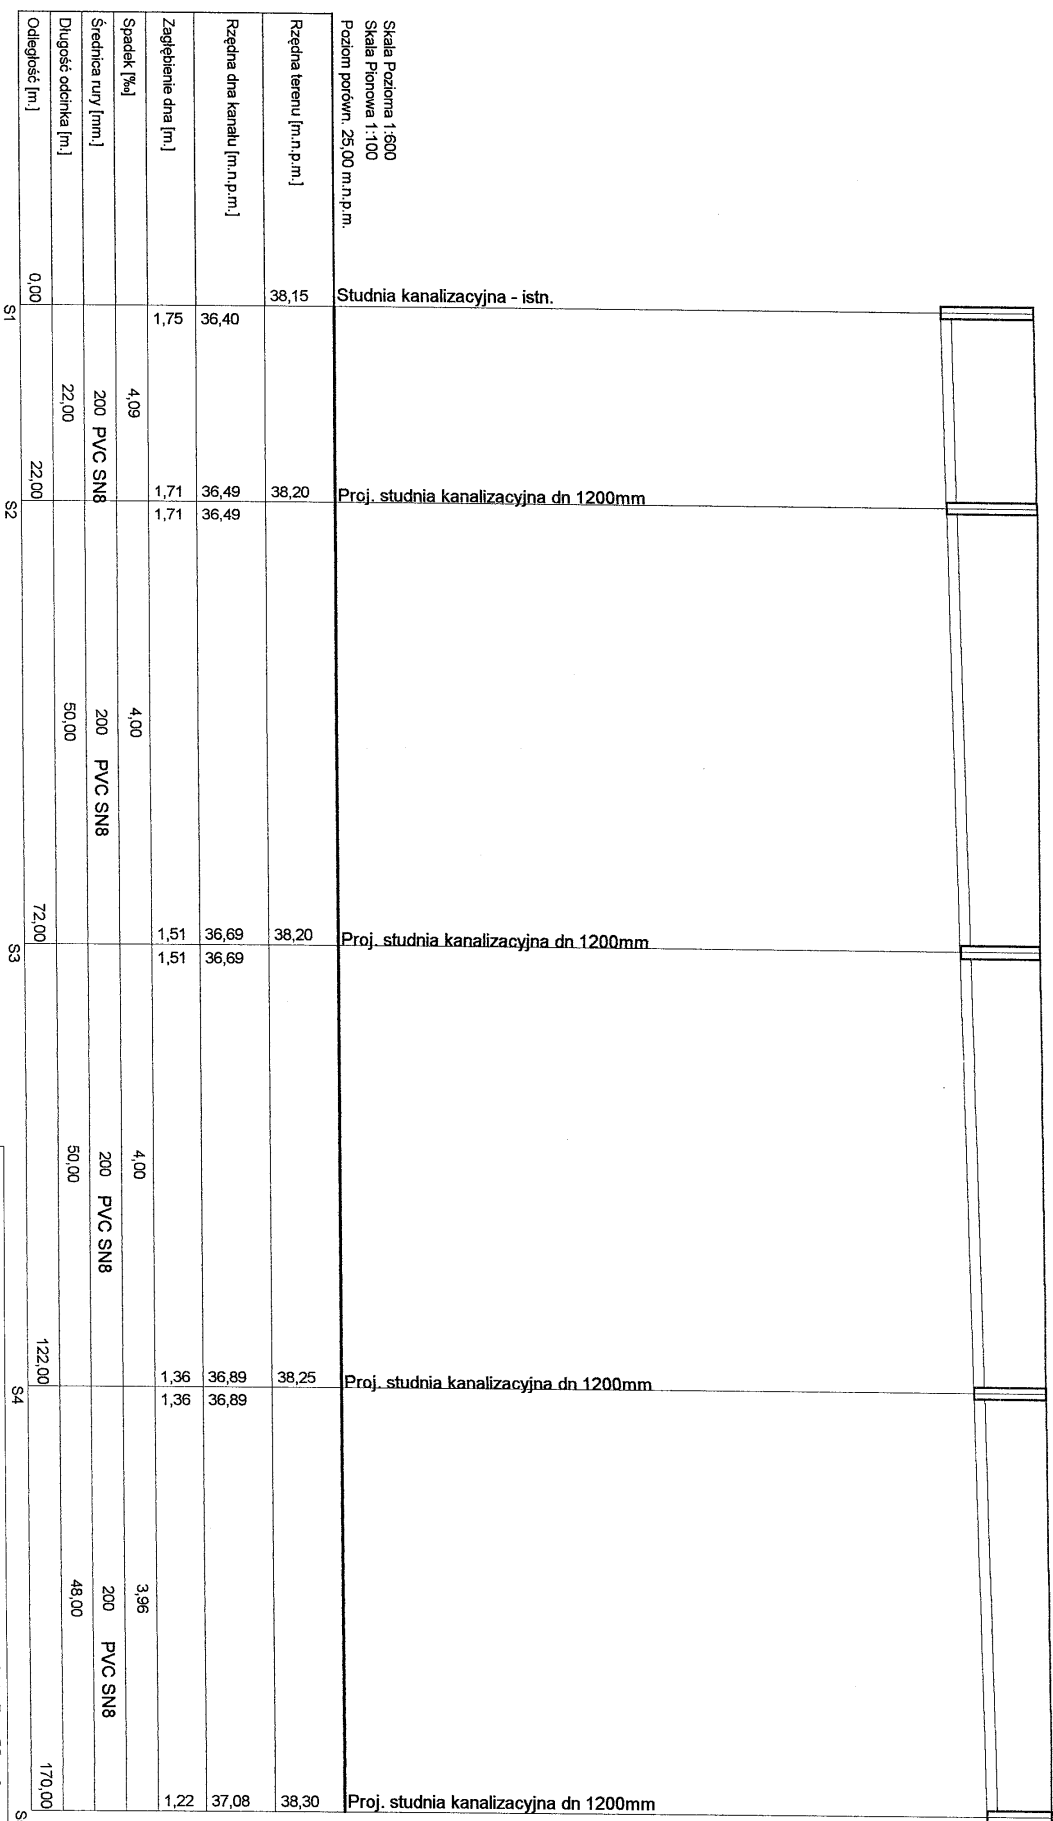 Skala Pozioma 1:600
Skala Pionowa 1:100
Poziom porówn. 25,00 m.n.p.m.
Studnia kanalizacyjna - istn.
Proj. studnia kanalizacyjna dn 1200mm
Proj. studnia kanalizacyjna dn 1200mm
Proj. studnia kanalizacyjna dn 1200mm
Proj. studnia kanalizacyjna dn 1200mm
Rzędna terenu [m.n.p.m.] 38,15 38,20 38,20 38,25 38,30
Rzędna dna kanału [m.n.p.m.] 36,40 36,49 36,49 36,69 36,69 36,89 36,89 37,08
Zagłębienie dna [m.] 1,75 1,71 1,71 1,51 1,51 1,36 1,36 1,22
Spadek [‰] 4,09 4,00 4,00 3,96
Średnica rury [mm.] 200 PVC SN8 200 PVC SN8 200 PVC SN8 200 PVC SN8
Długość odcinka [m.] 22,00 50,00 50,00 48,00
Odległość [m.] 0,00 22,00 72,00 122,00 170,00
S1 S2 S3 S4 S